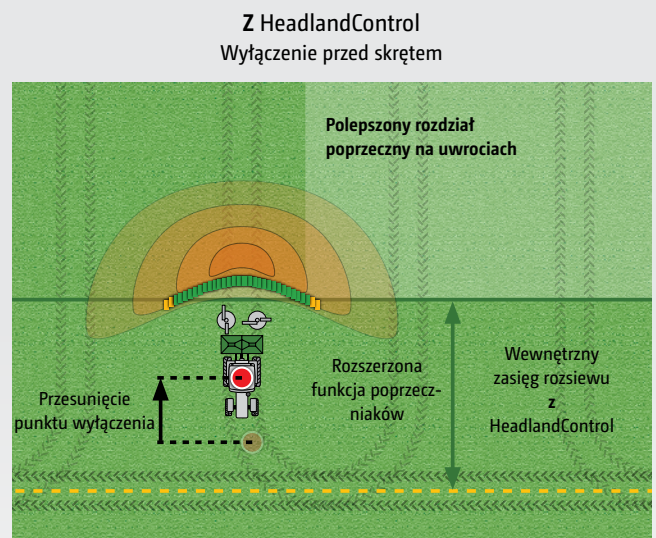 Z HeadlandControl
Wyłączenie przed skrętem
Polepszony rozdział
poprzeczny na uwrociach
Rozszerzona
funkcja poprzecz-
niaków
Wewnętrzny
zasięg rozsiewu
z
HeadlandControl
Przesunięcie
punktu wyłączenia